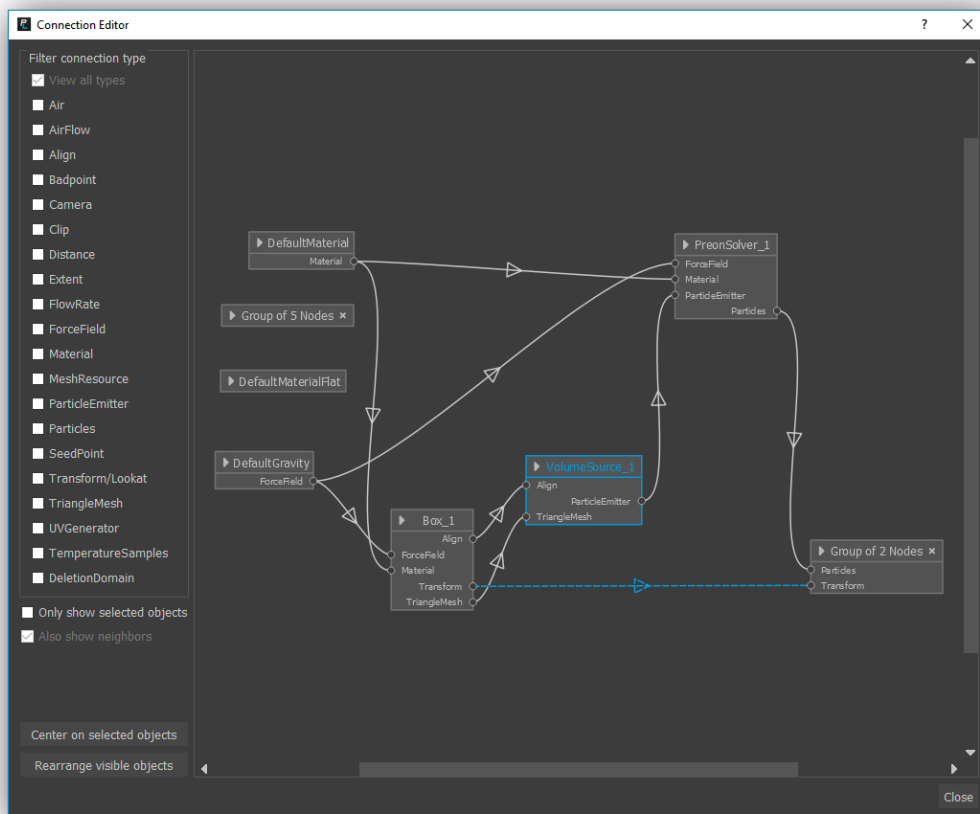 Connection Editor
?
Filter connection type
View all types
Air
AirFlow
Align
Badpoint
Camera
Clip
Distance
Extent
FlowRate
ForceField
Material
MeshResource
ParticleEmitter
Particles
SeedPoint
Transform/Lookat
TriangleMesh
UVGenerator
TemperatureSamples
DeletionDomain
Only show selected objects
Also show neighbors
Center on selected objects
Rearrange visible objects
DefaultMaterial
Material
Group of 5 Nodes ×
DefaultMaterialFlat
DefaultGravity
ForceField
Box_1
Align
ForceField
Material
Transform
TriangleMesh
VolumeSource_1
Align
ParticleEmitter
TriangleMesh
PreonSolver_1
ForceField
Material
ParticleEmitter
Particles
Group of 2 Nodes ×
Particles
Transform
Close